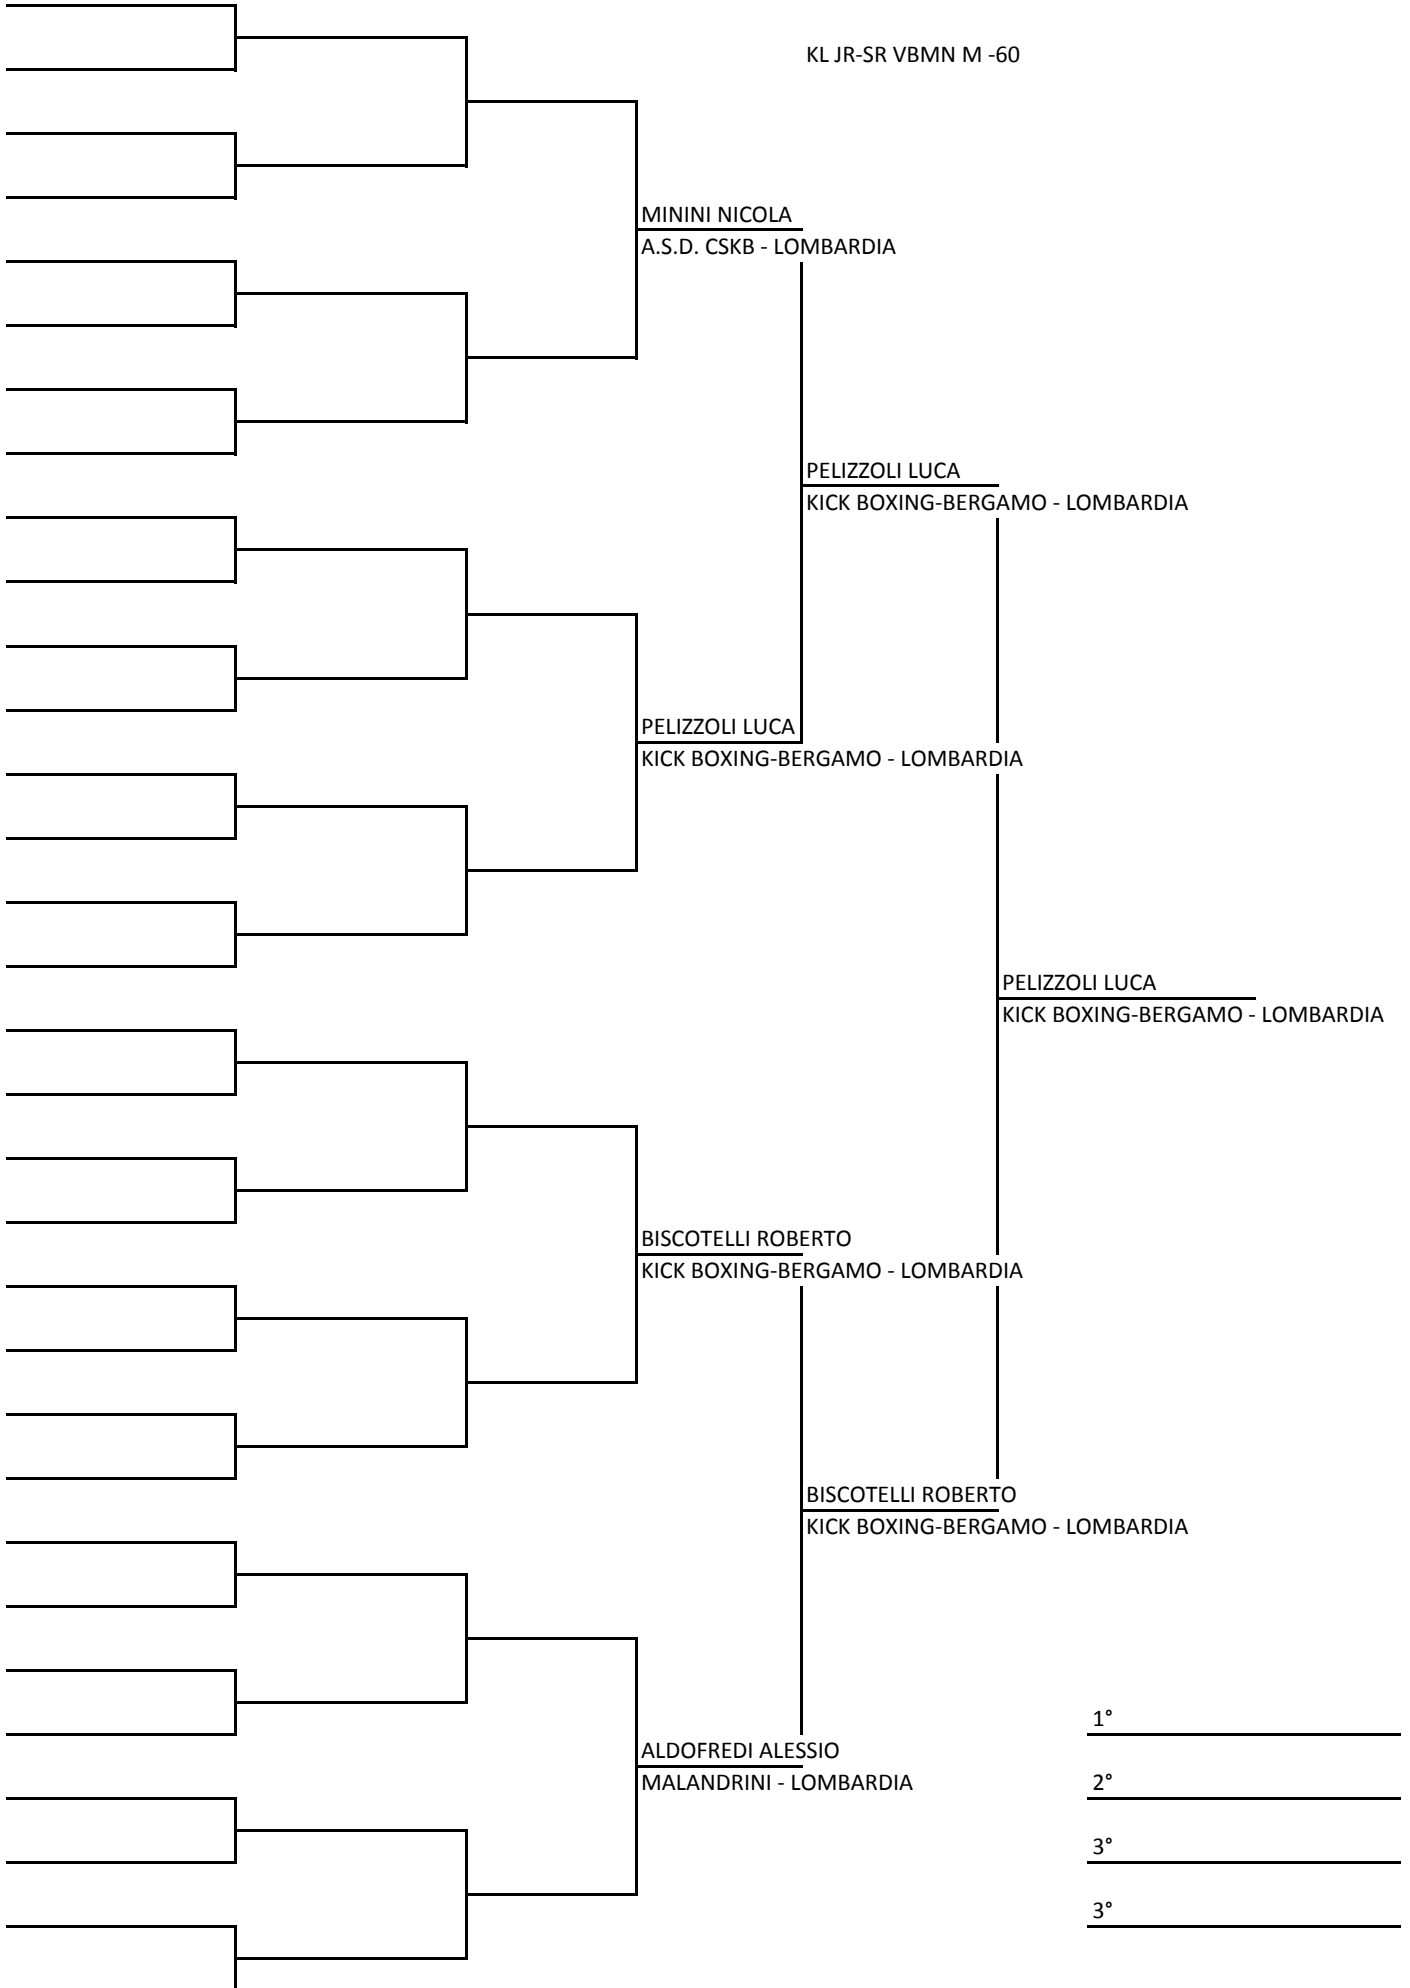 KL JR-SR VBMN M -60
MININI NICOLA
A.S.D. CSKB - LOMBARDIA
PELIZZOLI LUCA
KICK BOXING-BERGAMO - LOMBARDIA
PELIZZOLI LUCA
KICK BOXING-BERGAMO - LOMBARDIA
PELIZZOLI LUCA
KICK BOXING-BERGAMO - LOMBARDIA
BISCOTELLI ROBERTO
KICK BOXING-BERGAMO - LOMBARDIA
BISCOTELLI ROBERTO
KICK BOXING-BERGAMO - LOMBARDIA
1°
ALDOFREDI ALESSIO
MALANDRINI - LOMBARDIA
2°
3°
3°